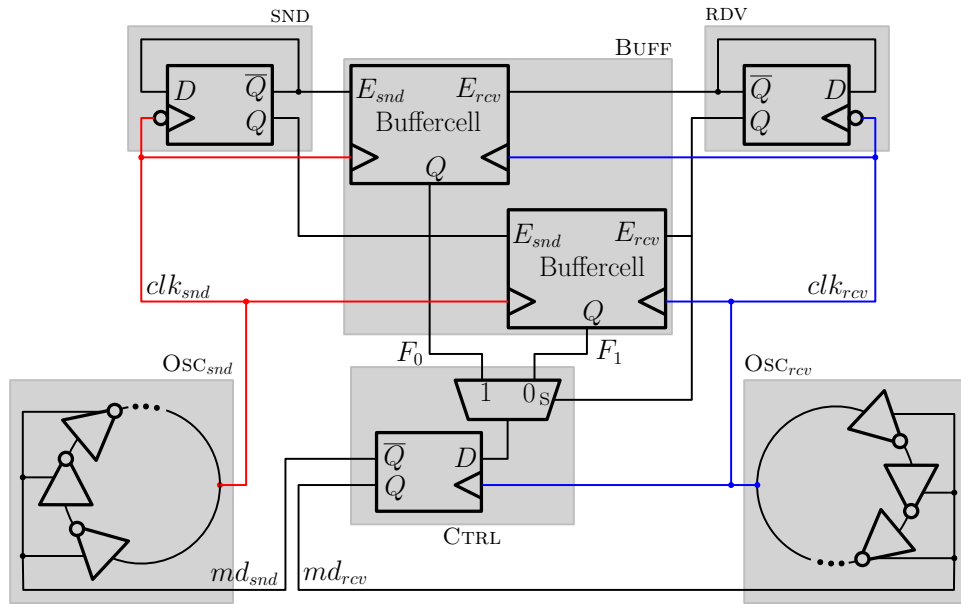 SND
RDV
BUFF
D Q̅
Q
E_snd E_rcv
Buffercell
Q
Q̅ D
Q
E_snd E_rcv
Buffercell
Q
clk_snd
clk_rcv
F_0
F_1
OSC_snd
OSC_rcv
1 0 S
Q̅ D
Q
CTRL
md_snd
md_rcv